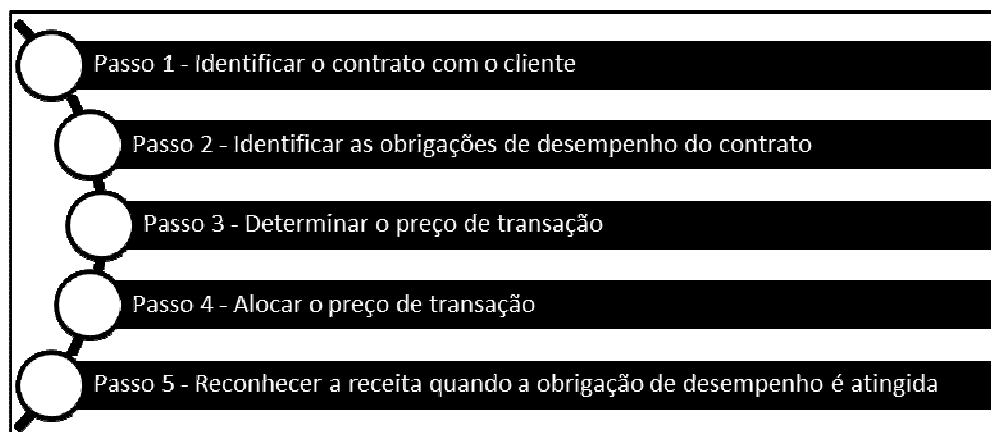 Passo 1 - Identificar o contrato com o cliente
Passo 2 - Identificar as obrigações de desempenho do contrato
Passo 3 - Determinar o preço de transação
Passo 4 - Alocar o preço de transação
Passo 5 - Reconhecer a receita quando a obrigação de desempenho é atingida